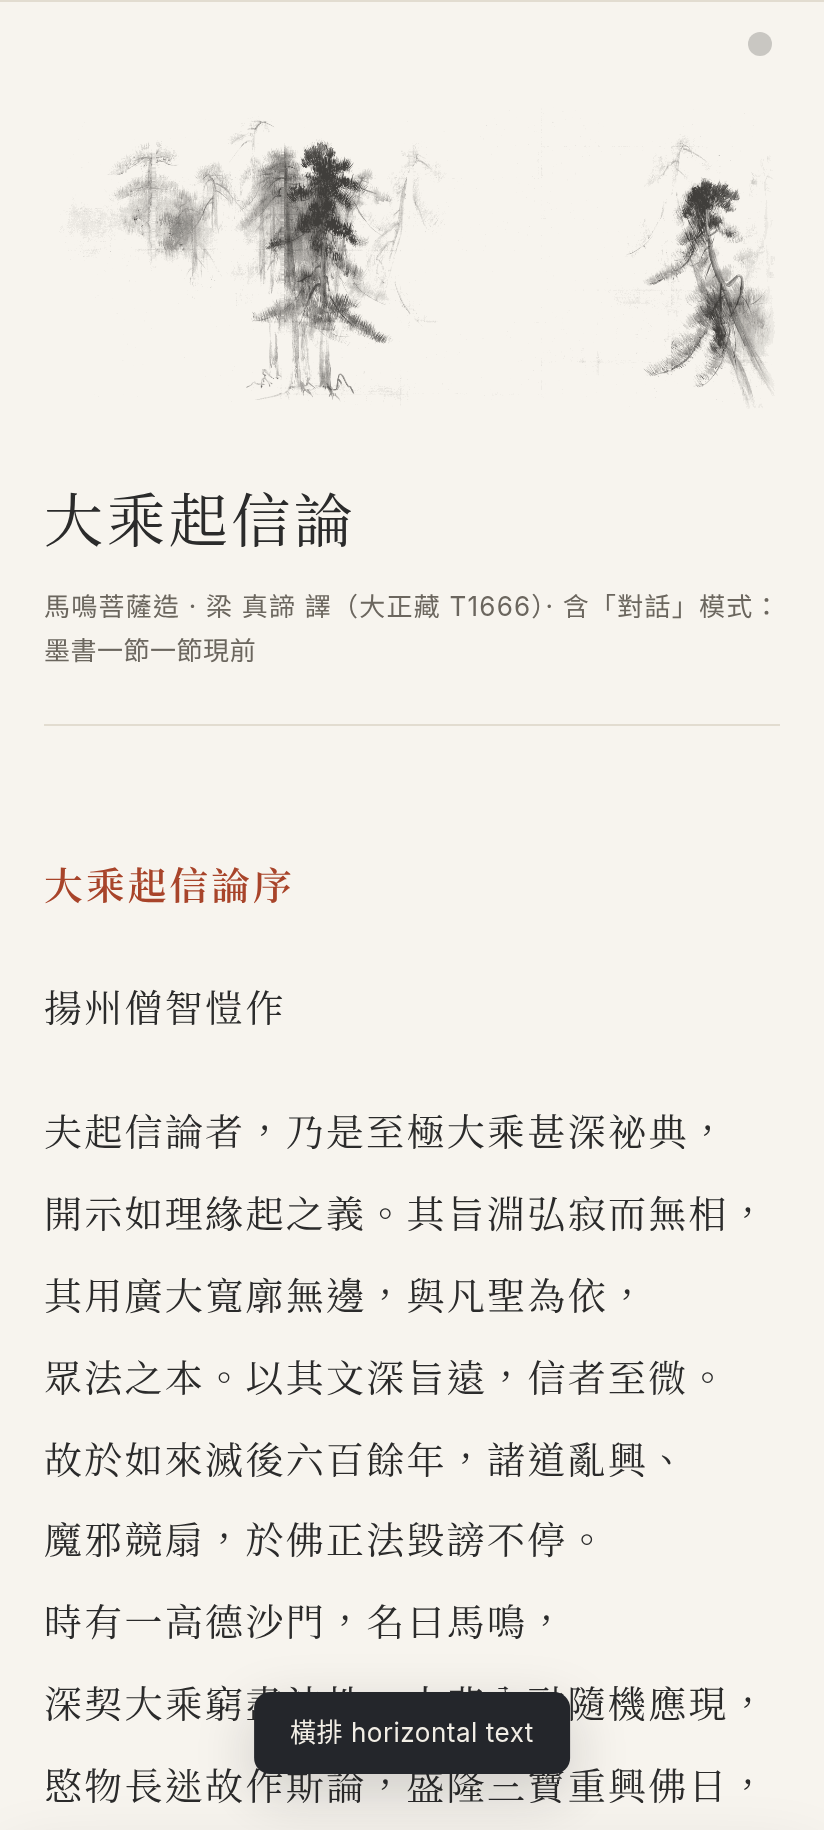 大乘起信論
馬鳴菩薩造 · 梁 真諦 譯（大正藏 T1666）· 含「對話」模式：
墨書一節一節現前
大乘起信論序
揚州僧智愷作
夫起信論者，乃是至極大乘甚深祕典，
開示如理緣起之義。其旨淵弘寂而無相，
其用廣大寬廓無邊，與凡聖為依，
眾法之本。以其文深旨遠，信者至微。
故於如來滅後六百餘年，諸道亂興、
魔邪競扇，於佛正法毀謗不停。
時有一高德沙門，名曰馬鳴，
深契大乘窮隨機應現，
愍物長迷故作斯論，盛隆三寶重興佛日，
橫排 horizontal text